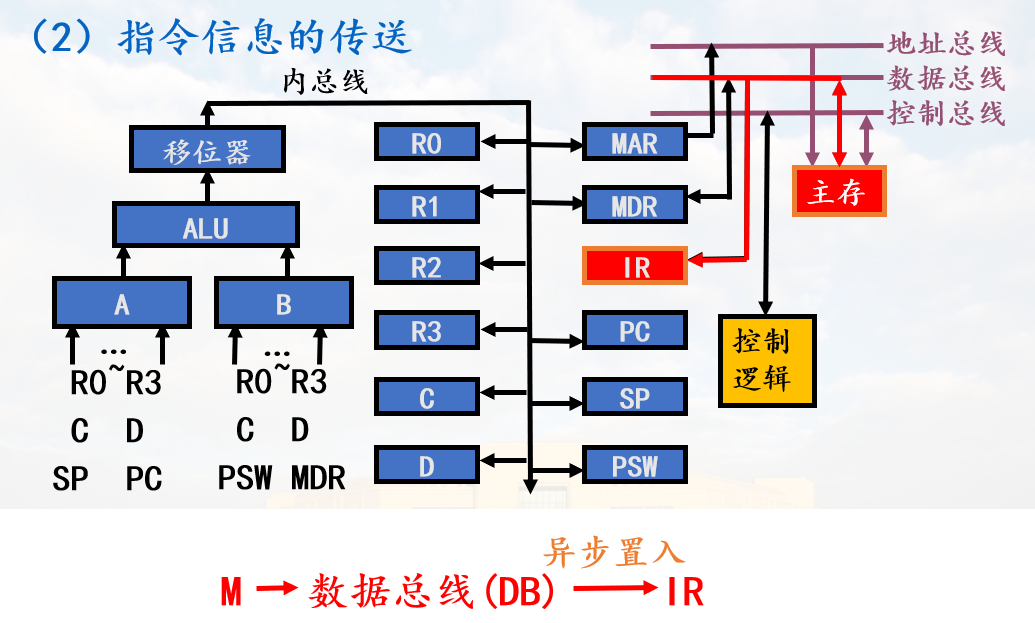 （2）指令信息的传送
内总线
地址总线
数据总线
控制总线
移位器
ALU
A
B
...
...
R0~R3
R0~R3
C D
C D
SP PC
PSW MDR
R0
MAR
R1
MDR
R2
IR
R3
PC
C
SP
D
PSW
主存
控制
逻辑
异步置入
M → 数据总线(DB) → IR